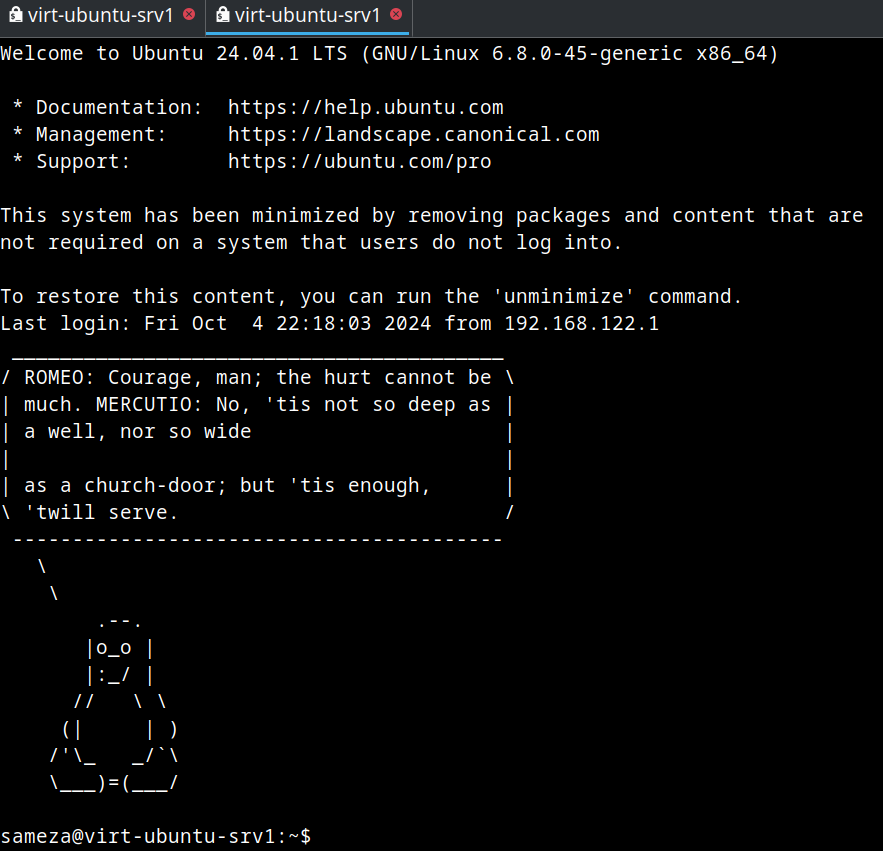 virt-ubuntu-srv1 virt-ubuntu-srv1
Welcome to Ubuntu 24.04.1 LTS (GNU/Linux 6.8.0-45-generic x86_64)

 * Documentation:  https://help.ubuntu.com
 * Management:     https://landscape.canonical.com
 * Support:        https://ubuntu.com/pro

This system has been minimized by removing packages and content that are
not required on a system that users do not log into.

To restore this content, you can run the 'unminimize' command.
Last login: Fri Oct  4 22:18:03 2024 from 192.168.122.1
 _________________________________________
/ ROMEO: Courage, man; the hurt cannot be \
| much. MERCUTIO: No, 'tis not so deep as |
| a well, nor so wide                     |
|                                         |
| as a church-door; but 'tis enough,      |
\ 'twill serve.                           /
 -----------------------------------------
   \
    \
        .--.
       |o_o |
       |:_/ |
      //   \ \
     (|     | )
    /'\_   _/`\
    \___)=(___/

sameza@virt-ubuntu-srv1:~$